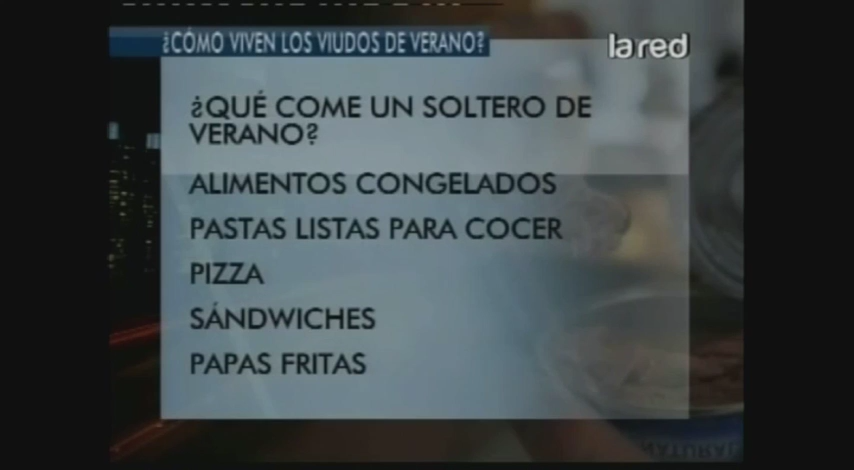 ¿CÓMO VIVEN LOS VIUDOS DE VERANO?
la red
¿QUÉ COME UN SOLTERO DE
VERANO?
ALIMENTOS CONGELADOS
PASTAS LISTAS PARA COCER
PIZZA
SÁNDWICHES
PAPAS FRITAS
NATURAL